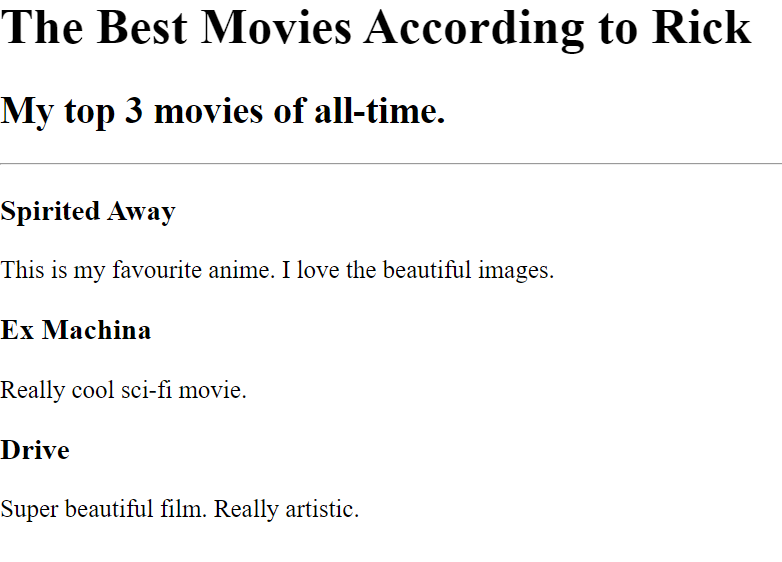 The Best Movies According to Rick
My top 3 movies of all-time.
Spirited Away
This is my favourite anime. I love the beautiful images.
Ex Machina
Really cool sci-fi movie.
Drive
Super beautiful film. Really artistic.